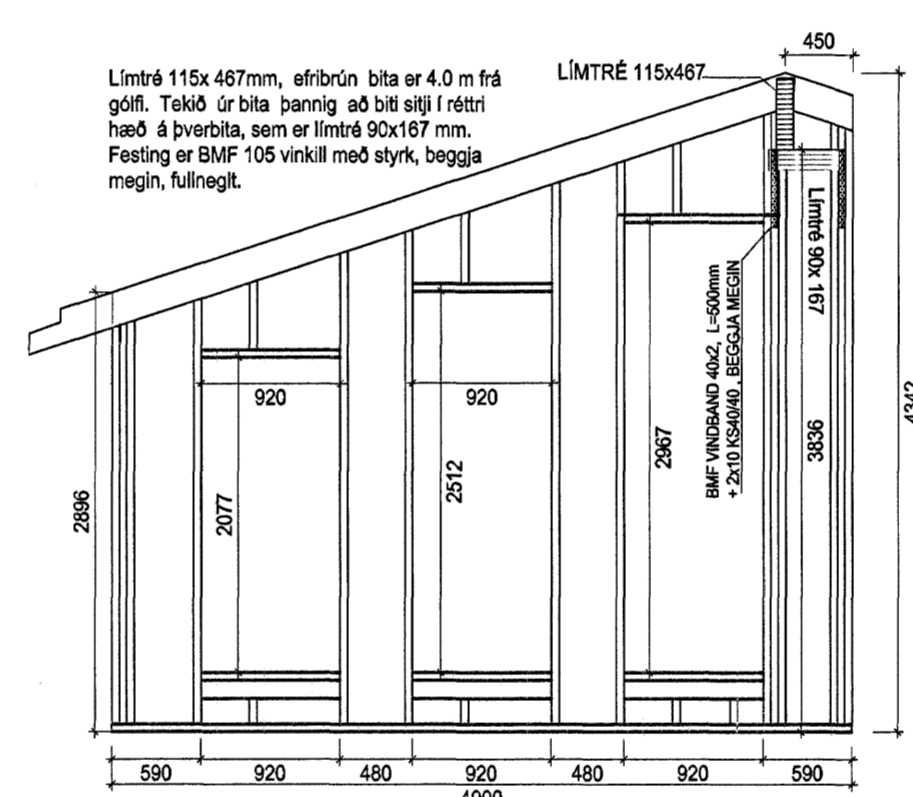 Límtré 115x 467mm, efribrún bita er 4.0 m frá
gólfi. Tekið úr bita þannig að biti sitji í réttri
hæð á þverbita, sem er límtré 90x167 mm.
Festing er BMF 105 vinkill með styrk, beggja
megin, fullneglt.
LÍMTRÉ 115x467
450
Límtré 90x 167
BMF VINDBAND 40x2, L=500mm
+ 2x10 KS40/40 , BEGGJA MEGIN
4342
3836
2967
2512
2077
2896
920
920
590
920
480
920
480
920
590